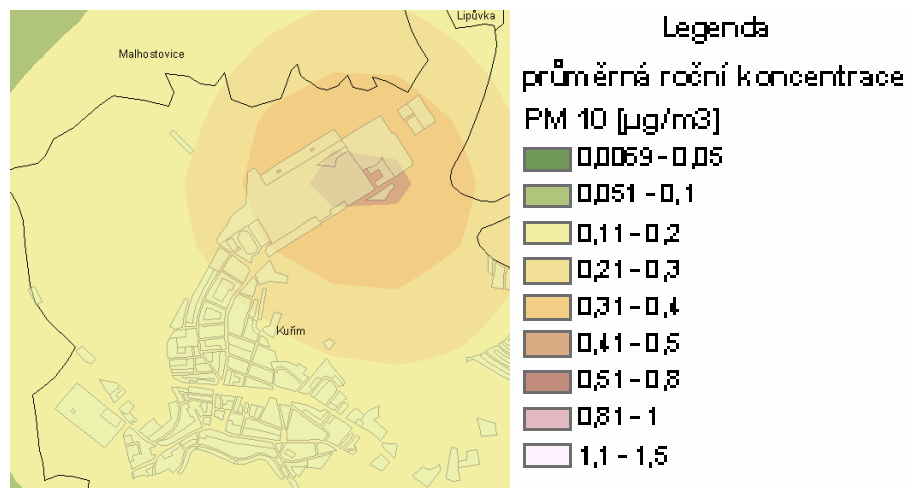 Lipůvka
Malhostovice
Kuřim
Legenda
průměrná roční koncentrace
PM 10 [µg/m3]
0,0069 - 0,05
0,051 - 0,1
0,11 - 0,2
0,21 - 0,3
0,31 - 0,4
0,41 - 0,5
0,51 - 0,8
0,81 - 1
1,1 - 1,5